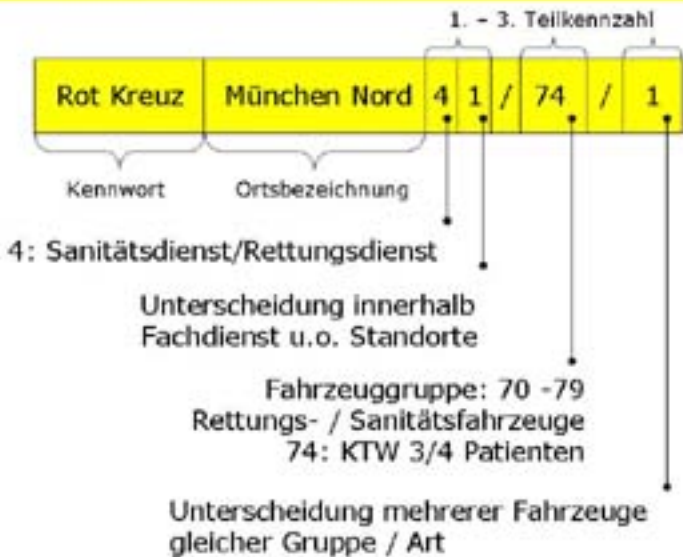 1. - 3. Teilkennzahl
Rot Kreuz München Nord 4 1 / 74 / 1
Kennwort Ortsbezeichnung
4: Sanitätsdienst/Rettungsdienst
Unterscheidung innerhalb
Fachdienst u.o. Standorte
Fahrzeuggruppe: 70 -79
Rettungs- / Sanitätsfahrzeuge
74: KTW 3/4 Patienten
Unterscheidung mehrerer Fahrzeuge
gleicher Gruppe / Art